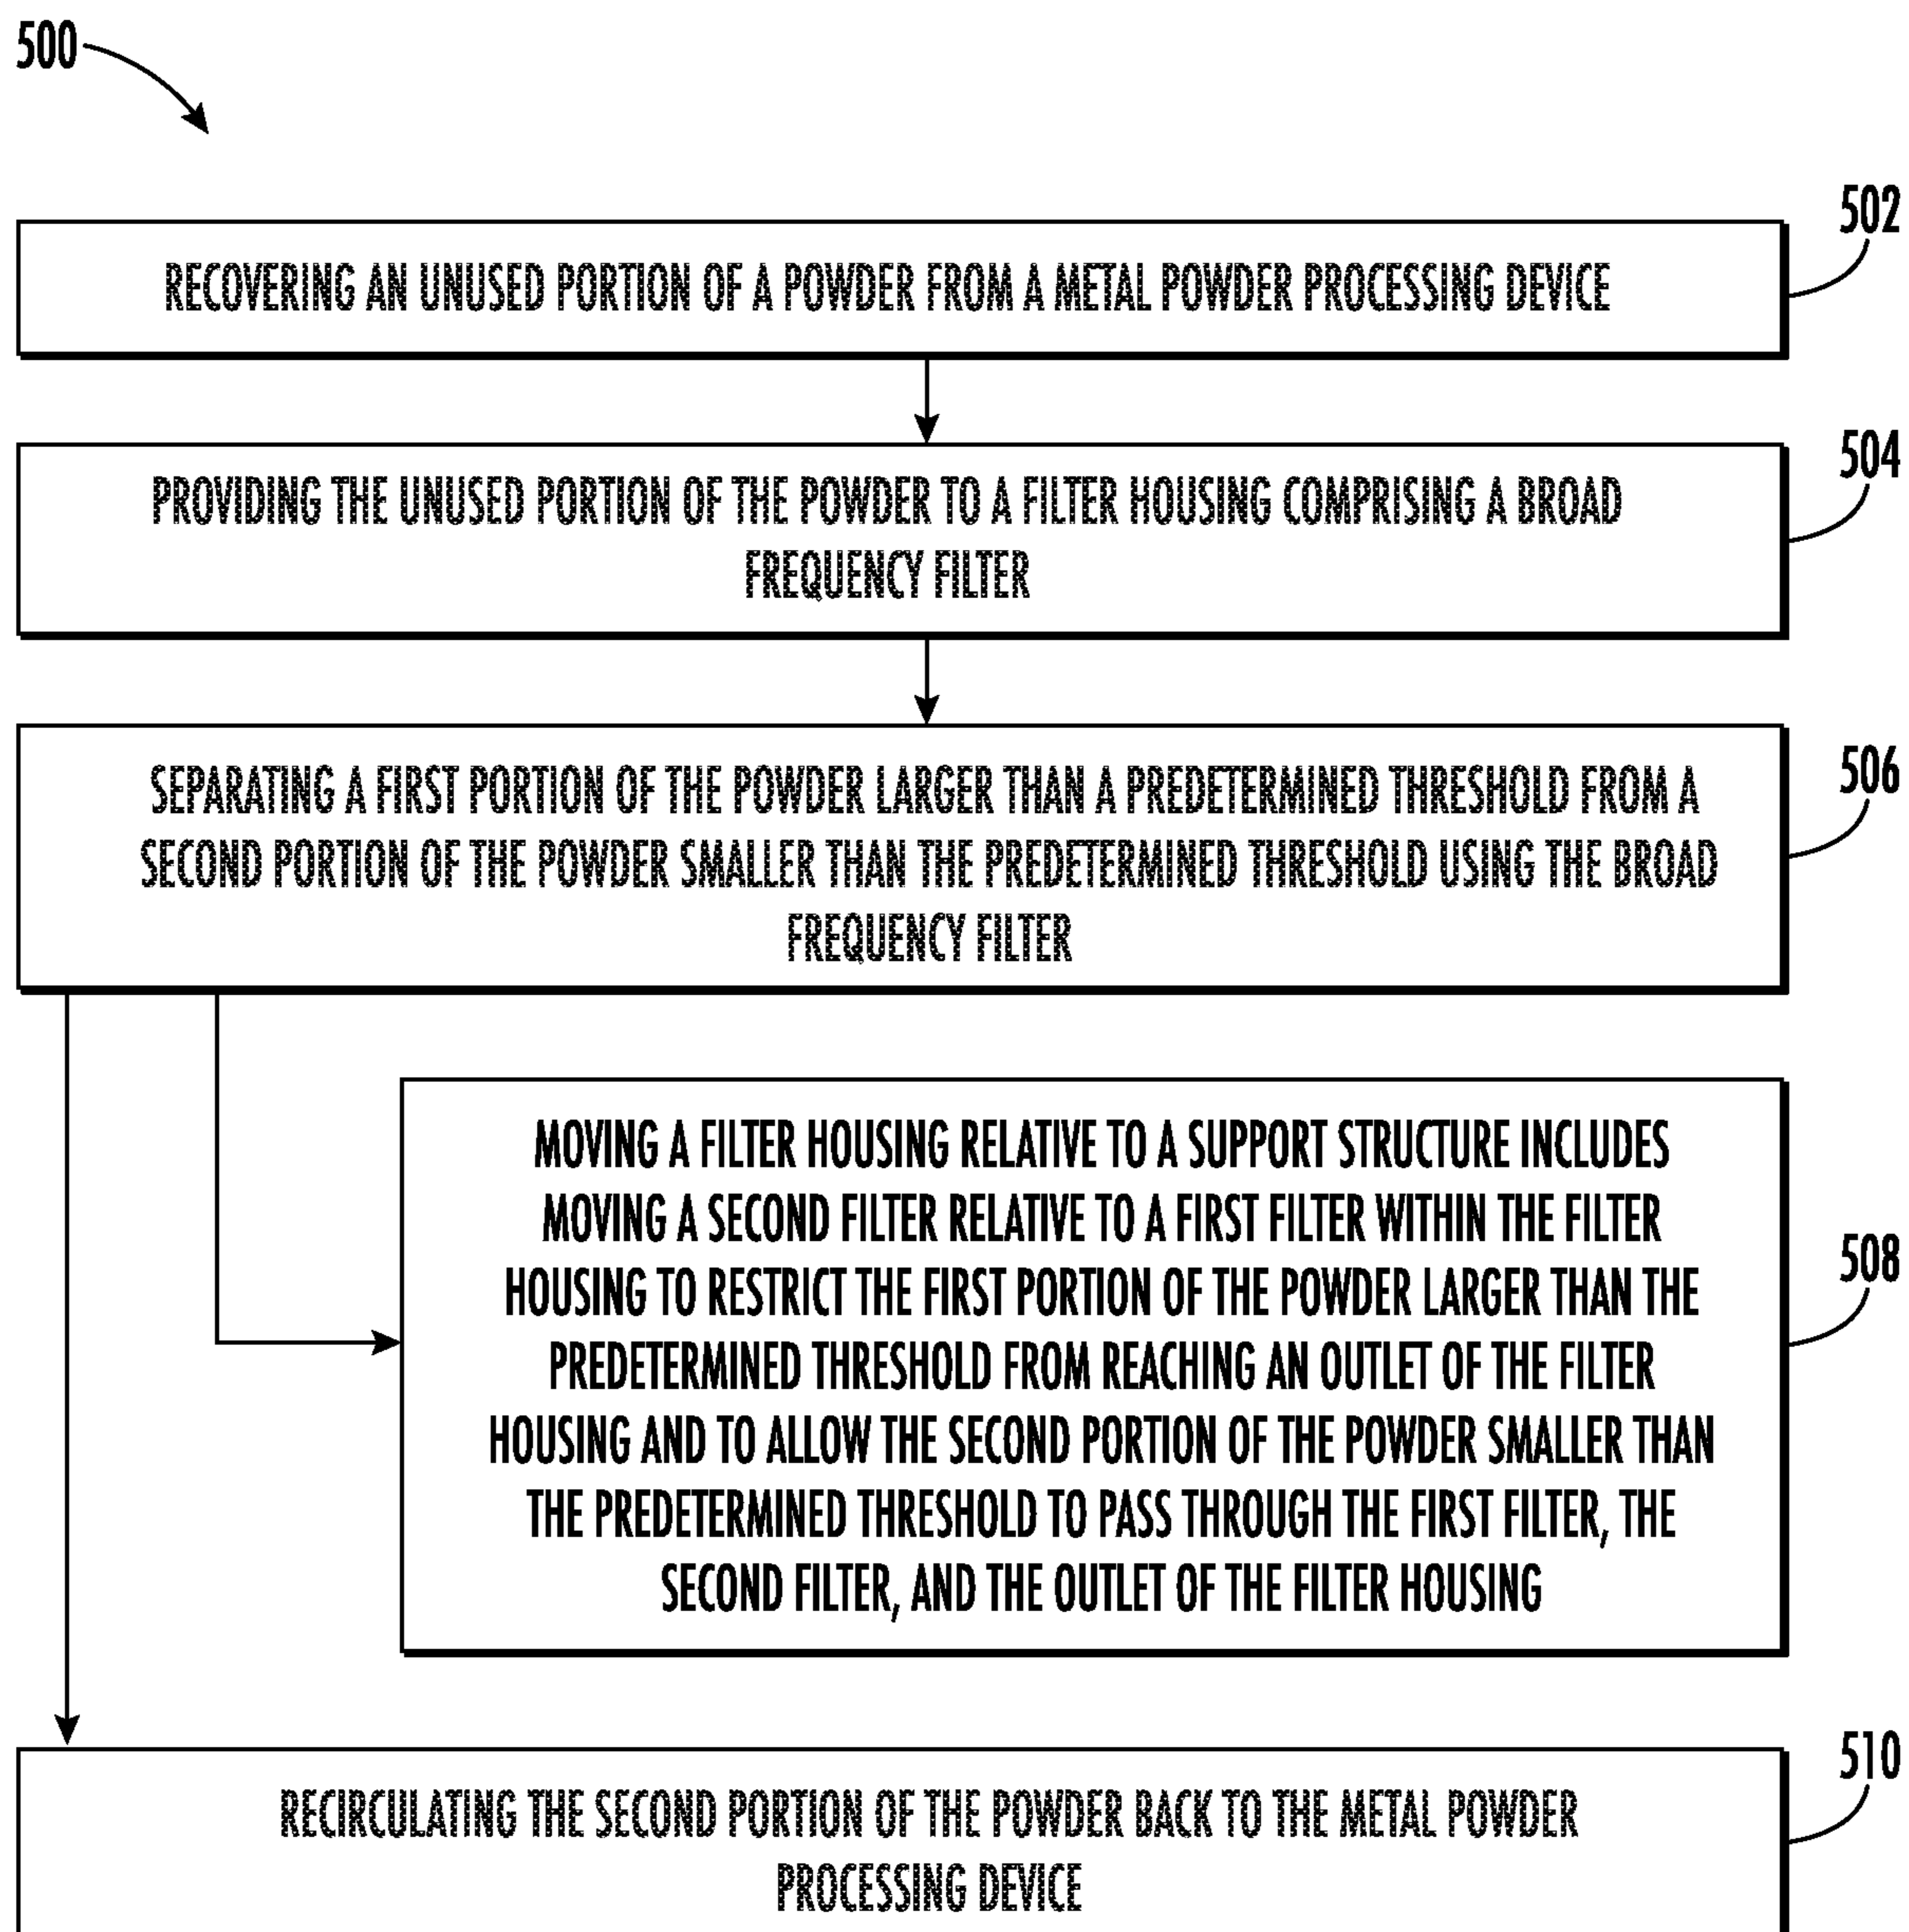 500
502
RECOVERING AN UNUSED PORTION OF A POWDER FROM A METAL POWDER PROCESSING DEVICE
504
PROVIDING THE UNUSED PORTION OF THE POWDER TO A FILTER HOUSING COMPRISING A BROAD
FREQUENCY FILTER
506
SEPARATING A FIRST PORTION OF THE POWDER LARGER THAN A PREDETERMINED THRESHOLD FROM A
SECOND PORTION OF THE POWDER SMALLER THAN THE PREDETERMINED THRESHOLD USING THE BROAD
FREQUENCY FILTER
508
MOVING A FILTER HOUSING RELATIVE TO A SUPPORT STRUCTURE INCLUDES
MOVING A SECOND FILTER RELATIVE TO A FIRST FILTER WITHIN THE FILTER
HOUSING TO RESTRICT THE FIRST PORTION OF THE POWDER LARGER THAN THE
PREDETERMINED THRESHOLD FROM REACHING AN OUTLET OF THE FILTER
HOUSING AND TO ALLOW THE SECOND PORTION OF THE POWDER SMALLER THAN
THE PREDETERMINED THRESHOLD TO PASS THROUGH THE FIRST FILTER, THE
SECOND FILTER, AND THE OUTLET OF THE FILTER HOUSING
510
RECIRCULATING THE SECOND PORTION OF THE POWDER BACK TO THE METAL POWDER
PROCESSING DEVICE